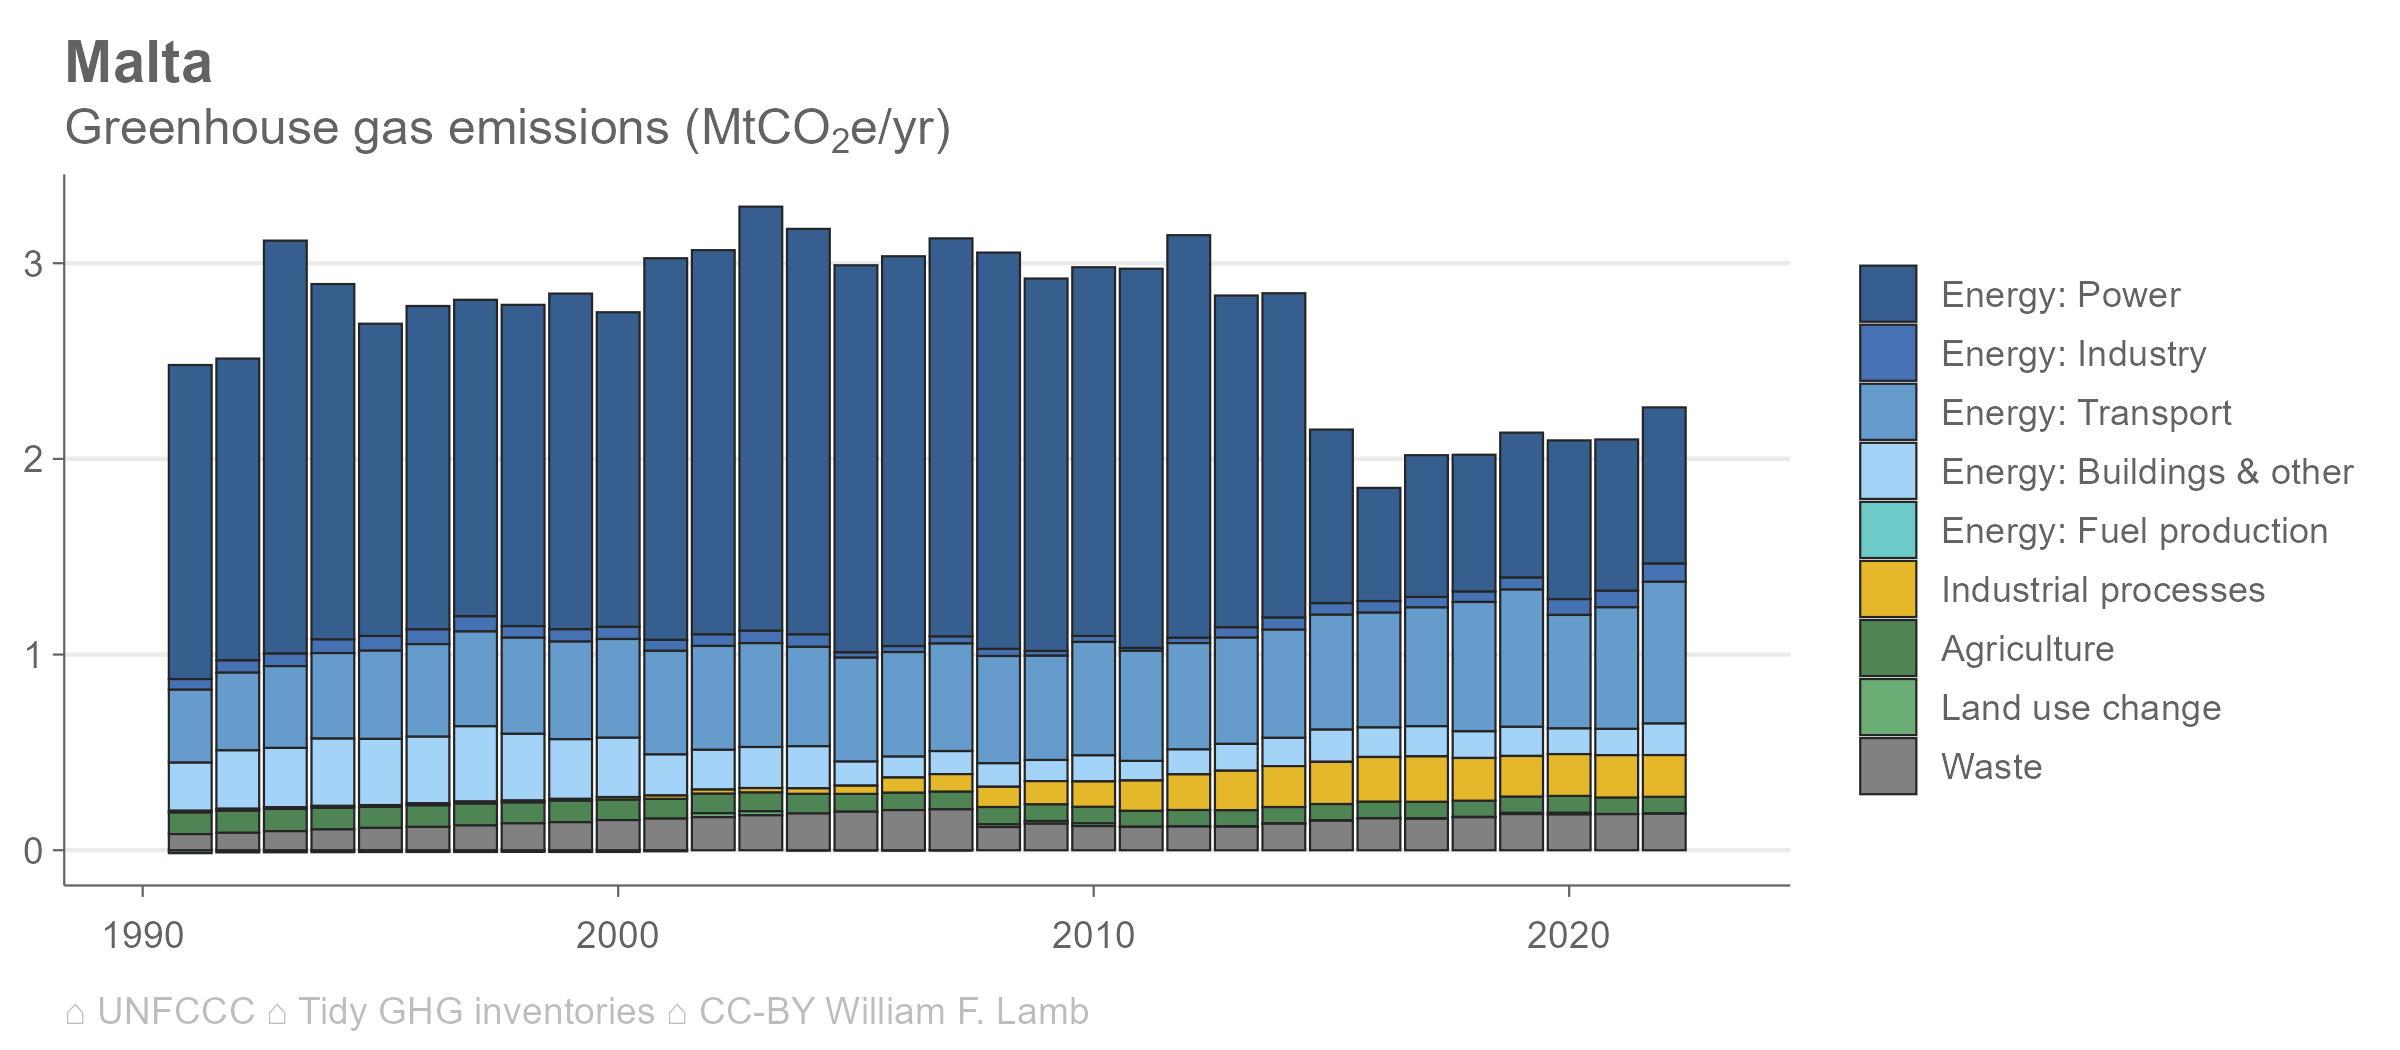 Malta
Greenhouse gas emissions (MtCO₂e/yr)
3
2
1
0
1990 2000 2010 2020
Energy: Power
Energy: Industry
Energy: Transport
Energy: Buildings & other
Energy: Fuel production
Industrial processes
Agriculture
Land use change
Waste
⌂ UNFCCC ⌂ Tidy GHG inventories ⌂ CC-BY William F. Lamb